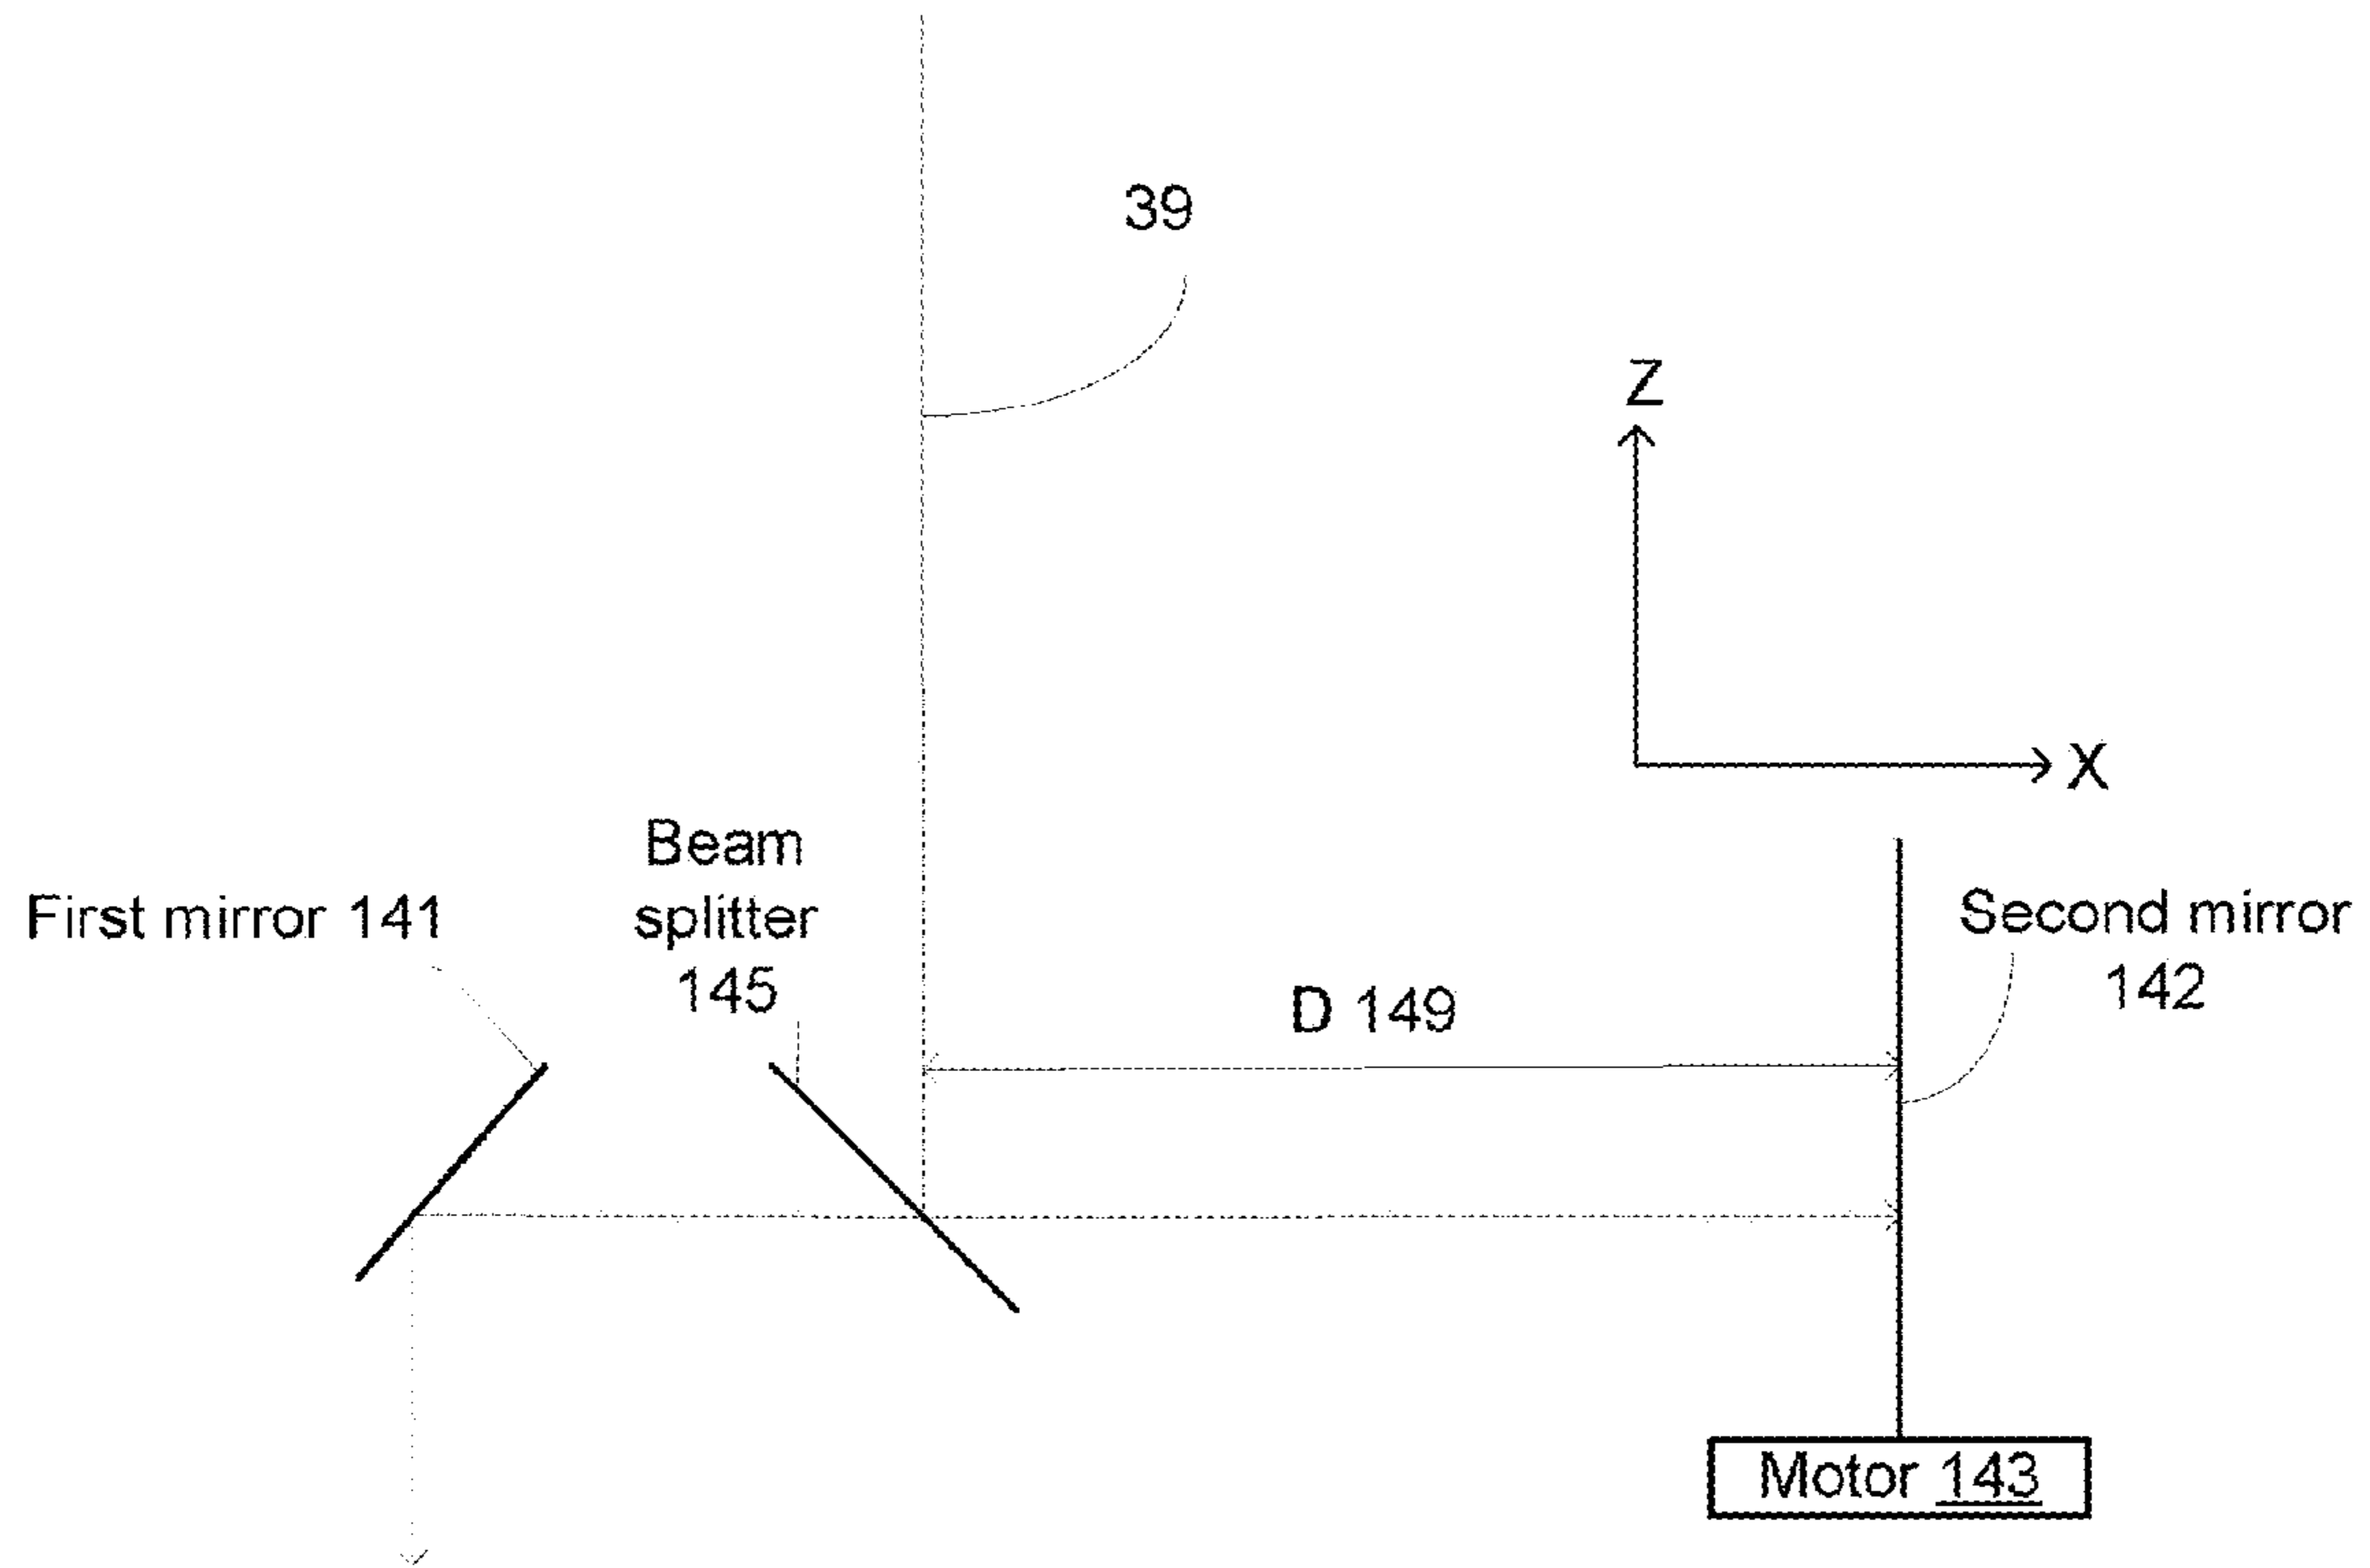 39
Z
X
Beam
splitter
145
First mirror 141
Second mirror
142
D 149
Motor 143